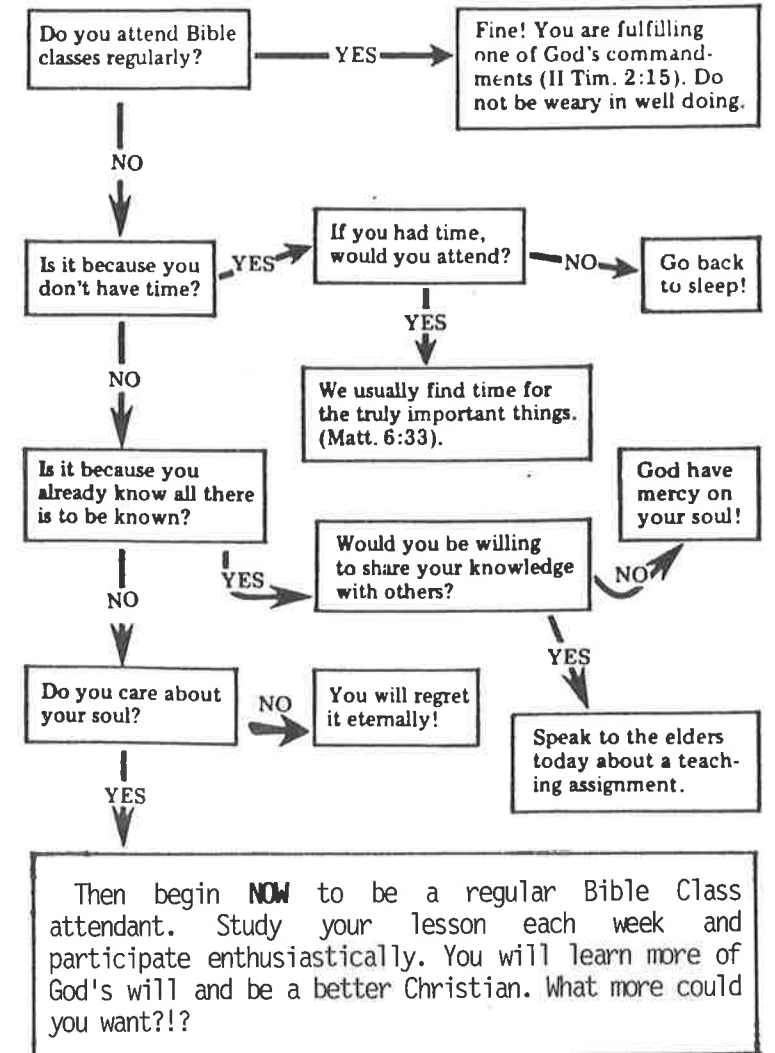 Do you attend Bible
classes regularly?
YES
Fine! You are fulfilling
one of God's command-
ments (II Tim. 2:15). Do
not be weary in well doing.
NO
Is it because you
don't have time?
YES
If you had time,
would you attend?
NO
Go back
to sleep!
YES
We usually find time for
the truly important things.
(Matt. 6:33).
NO
Is it because you
already know all there
is to be known?
YES
Would you be willing
to share your knowledge
with others?
NO
God have
mercy on
your soul!
YES
Speak to the elders
today about a teach-
ing assignment.
NO
Do you care about
your soul?
NO
You will regret
it eternally!
YES
Then begin NOW to be a regular Bible Class
attendant. Study your lesson each week and
participate enthusiastically. You will learn more of
God's will and be a better Christian. What more could
you want?!?